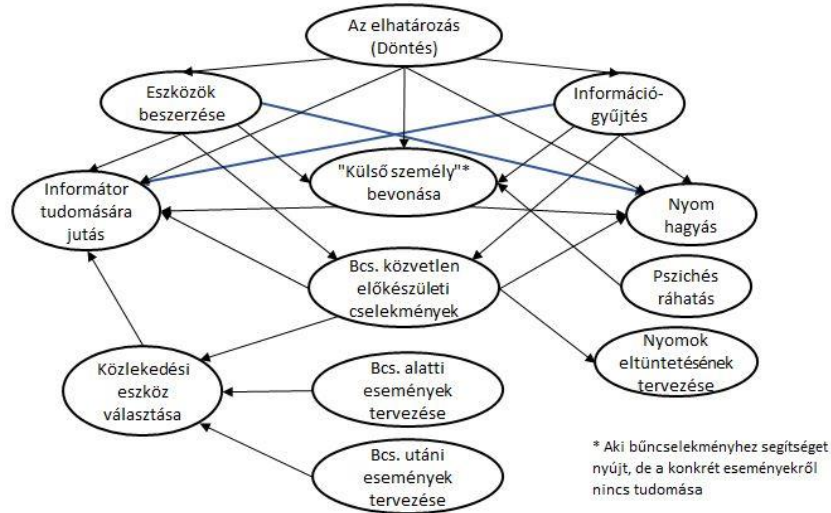 Az elhatározás
(Döntés)
Eszközök
beszerzése
Információ-
gyűjtés
"Külső személy"*
bevonása
Informátor
tudomására
jutás
Nyom
hagyás
Bcs. közvetlen
előkészületi
cselekmények
Pszichés
ráhatás
Nyomok
eltüntetésének
tervezése
Közlekedési
eszköz
választása
Bcs. alatti
események
tervezése
Bcs. utáni
események
tervezése
* Aki bűncselekményhez segítséget
nyújt, de a konkrét eseményekről
nincs tudomása